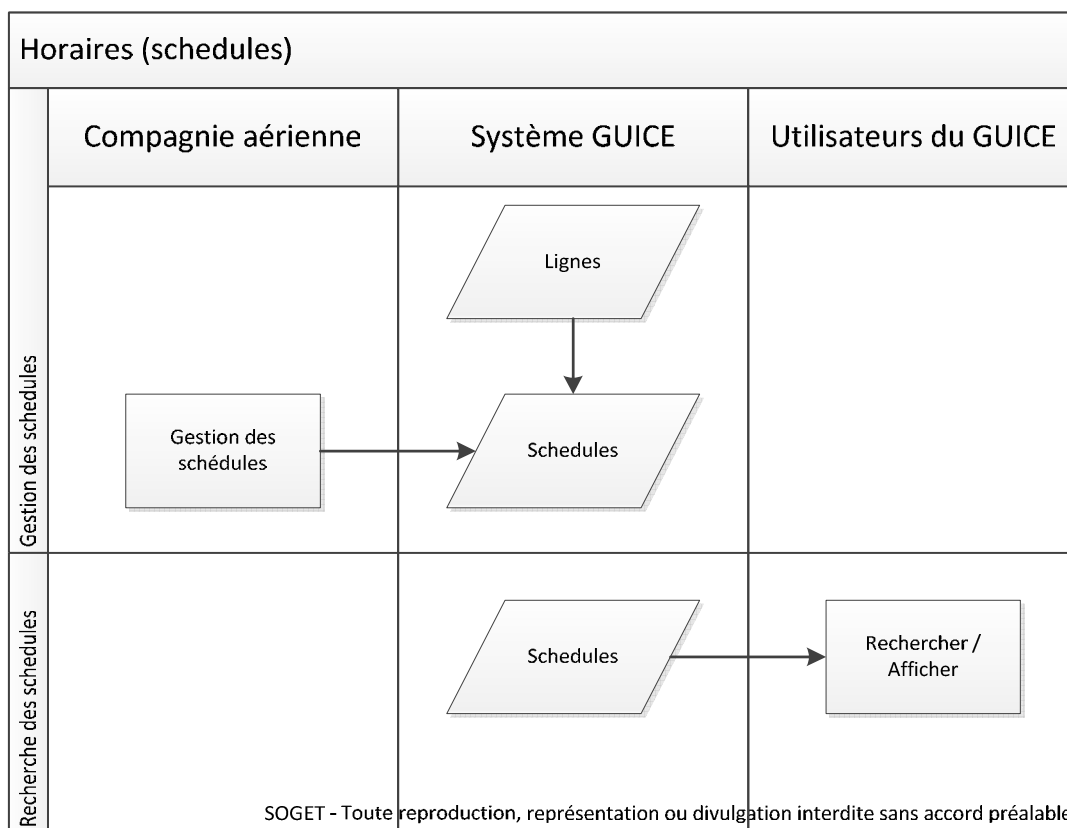 Horaires (schedules)
Compagnie aérienne
Système GUICE
Utilisateurs du GUICE
Gestion des schedules
Lignes
Gestion des
schédules
Schedules
Recherche des schedules
Schedules
Rechercher /
Afficher
SOGET - Toute reproduction, représentation ou divulgation interdite sans accord préalable